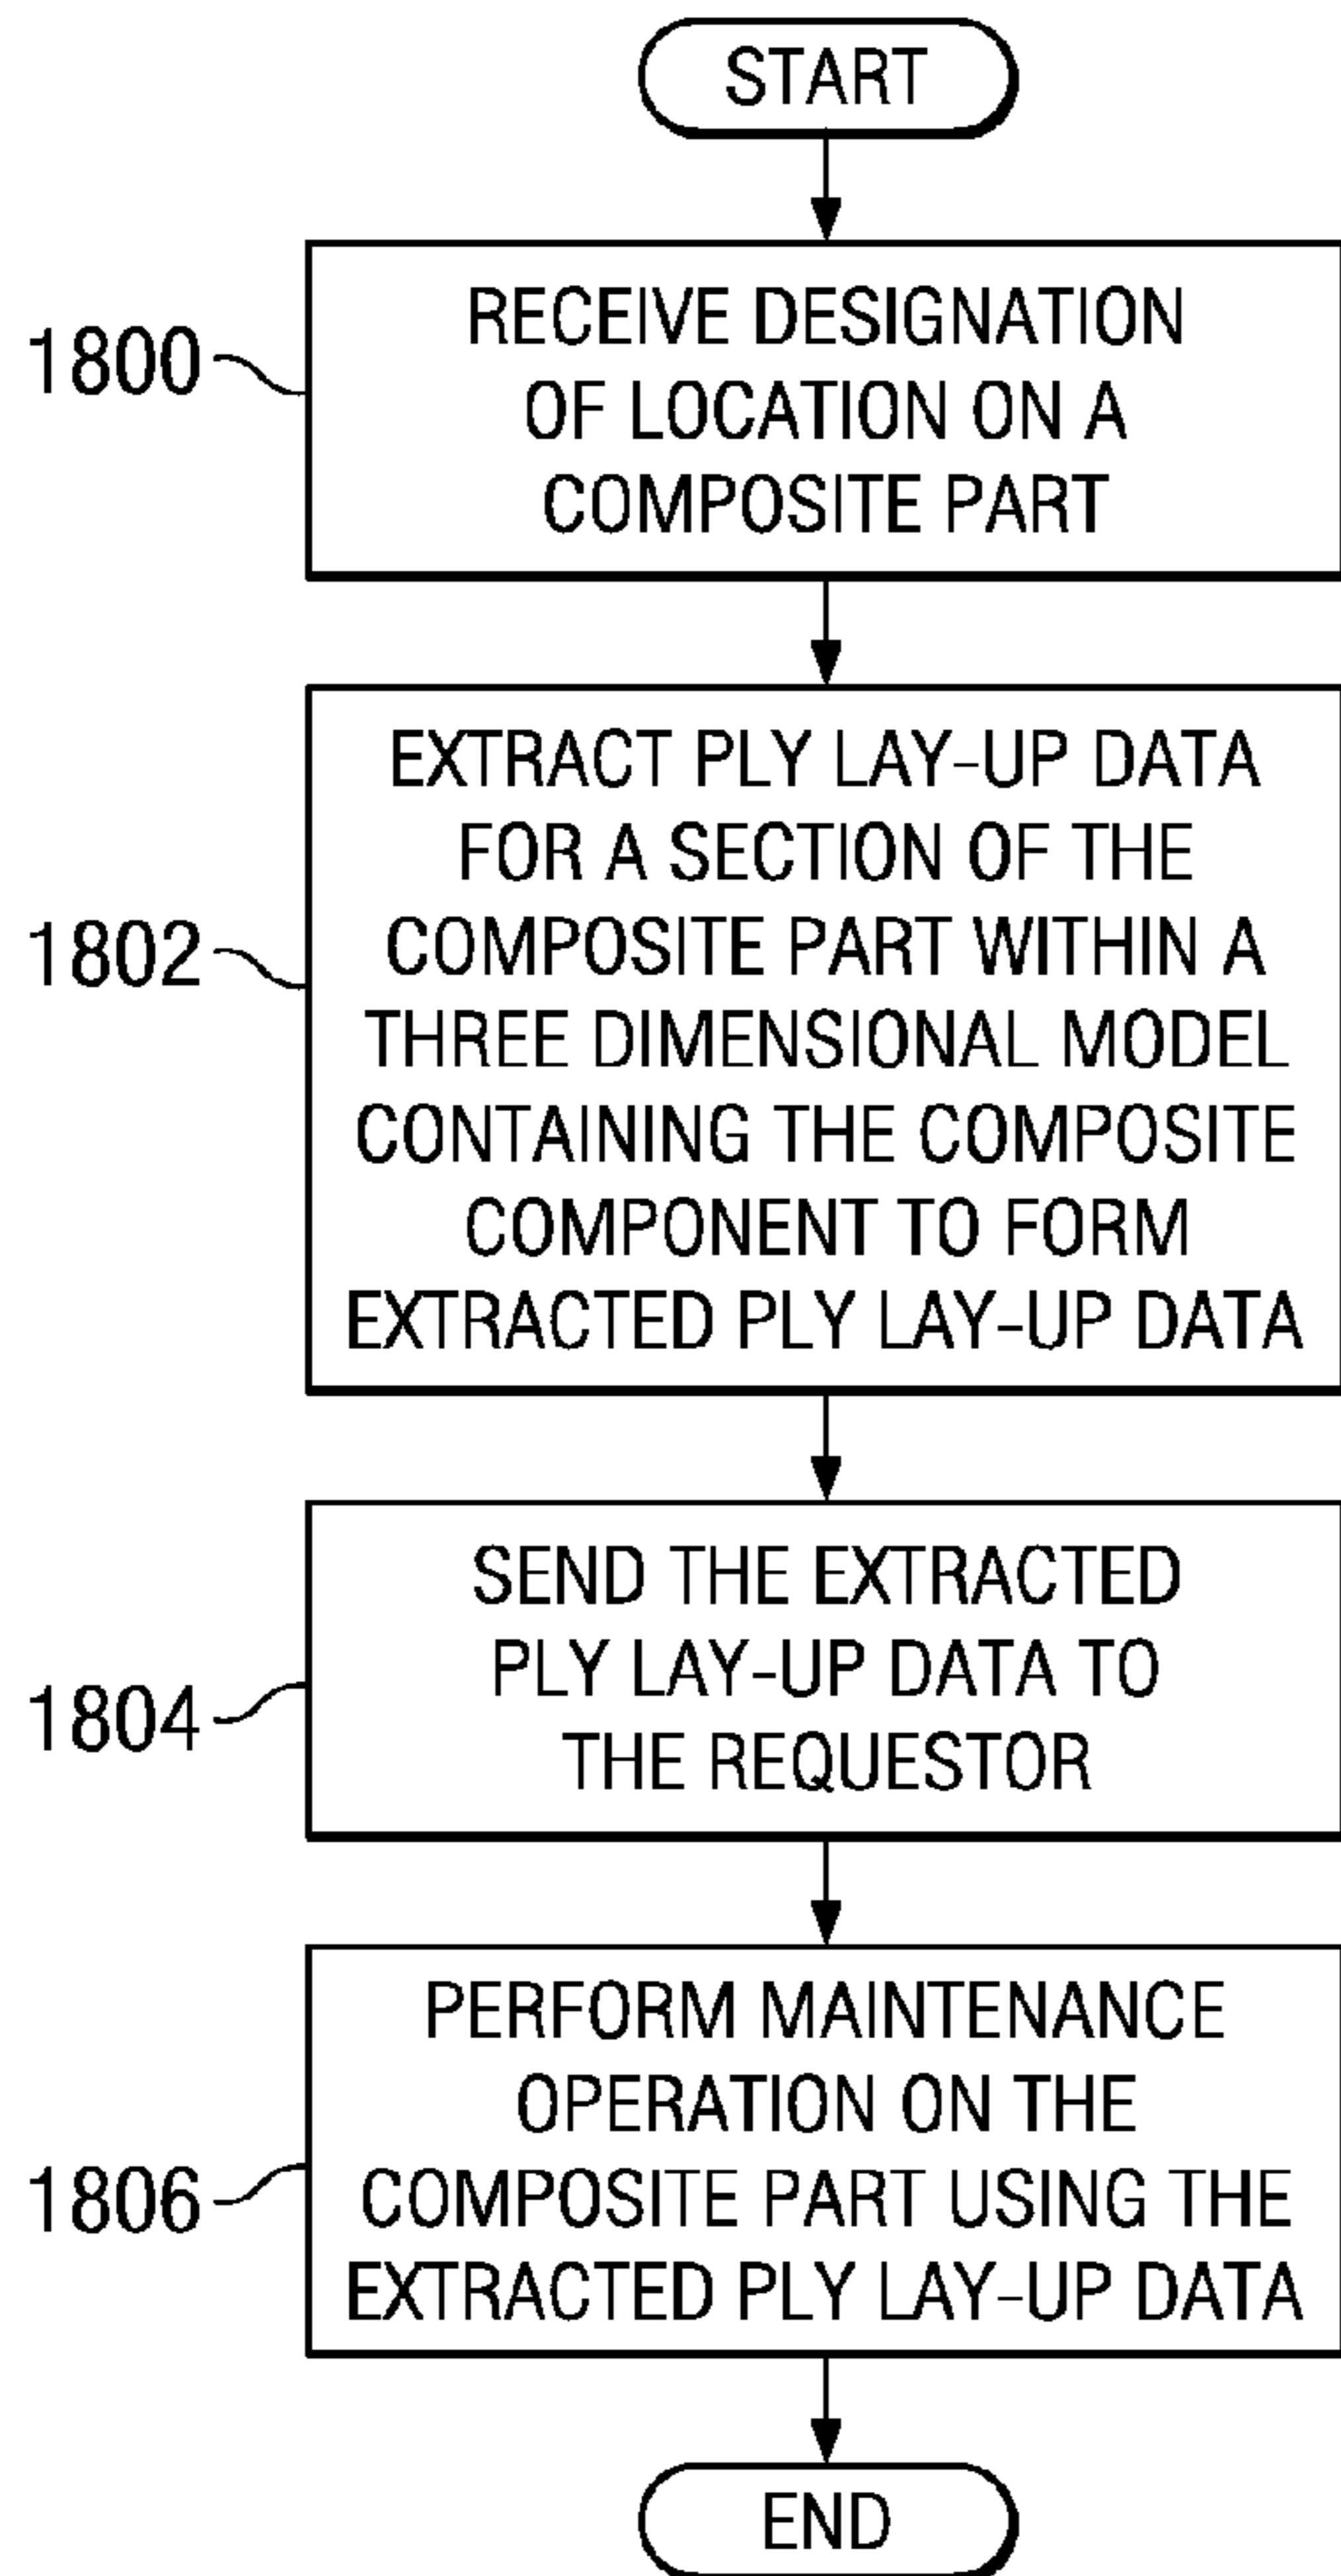 START
1800
RECEIVE DESIGNATION
OF LOCATION ON A
COMPOSITE PART
1802
EXTRACT PLY LAY-UP DATA
FOR A SECTION OF THE
COMPOSITE PART WITHIN A
THREE DIMENSIONAL MODEL
CONTAINING THE COMPOSITE
COMPONENT TO FORM
EXTRACTED PLY LAY-UP DATA
1804
SEND THE EXTRACTED
PLY LAY-UP DATA TO
THE REQUESTOR
1806
PERFORM MAINTENANCE
OPERATION ON THE
COMPOSITE PART USING THE
EXTRACTED PLY LAY-UP DATA
END